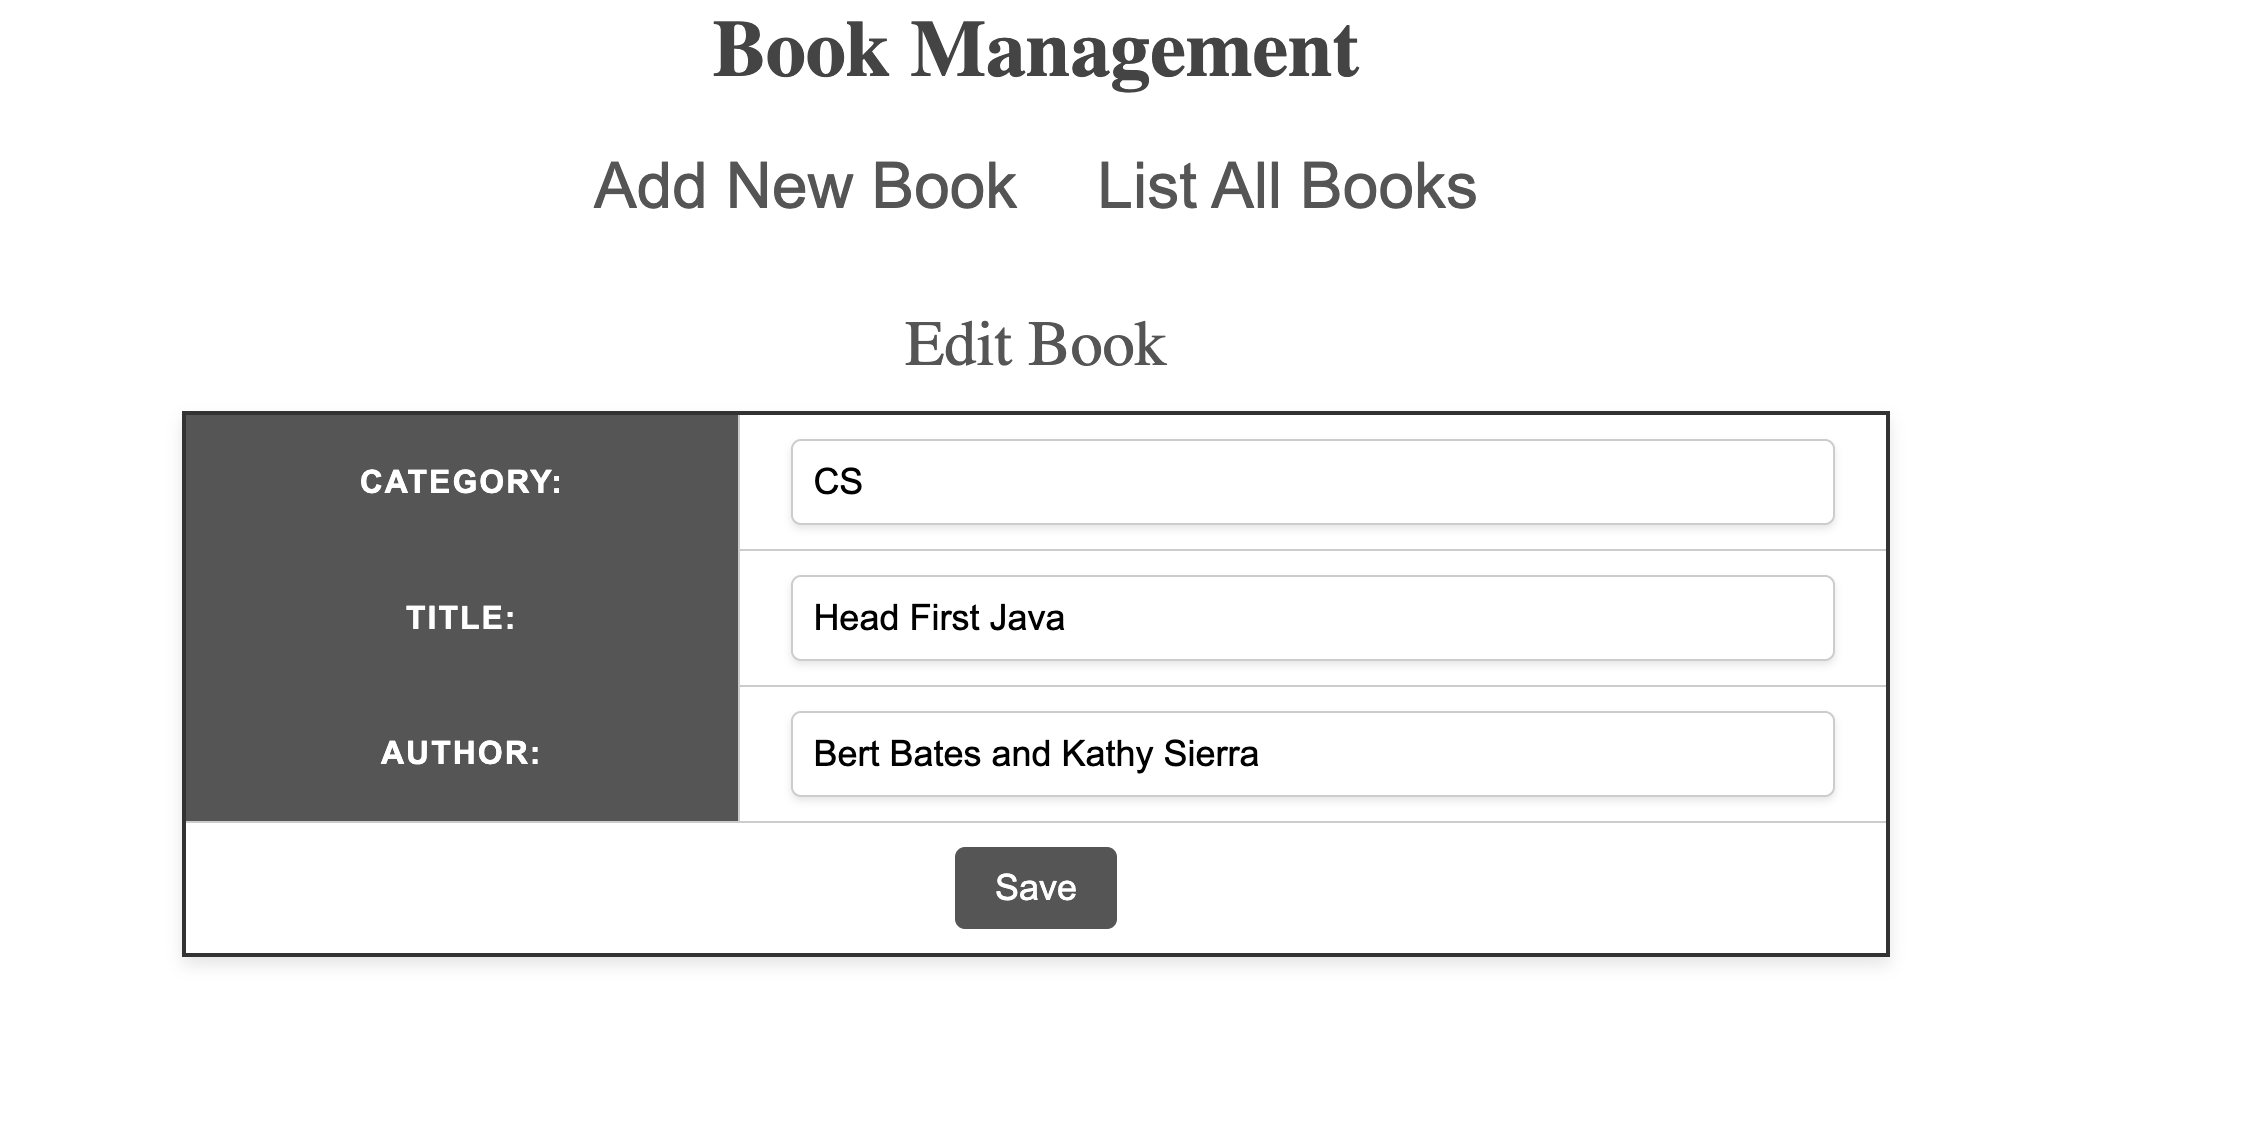 Book Management
Add New Book List All Books
Edit Book
CATEGORY: CS
TITLE: Head First Java
AUTHOR: Bert Bates and Kathy Sierra
Save